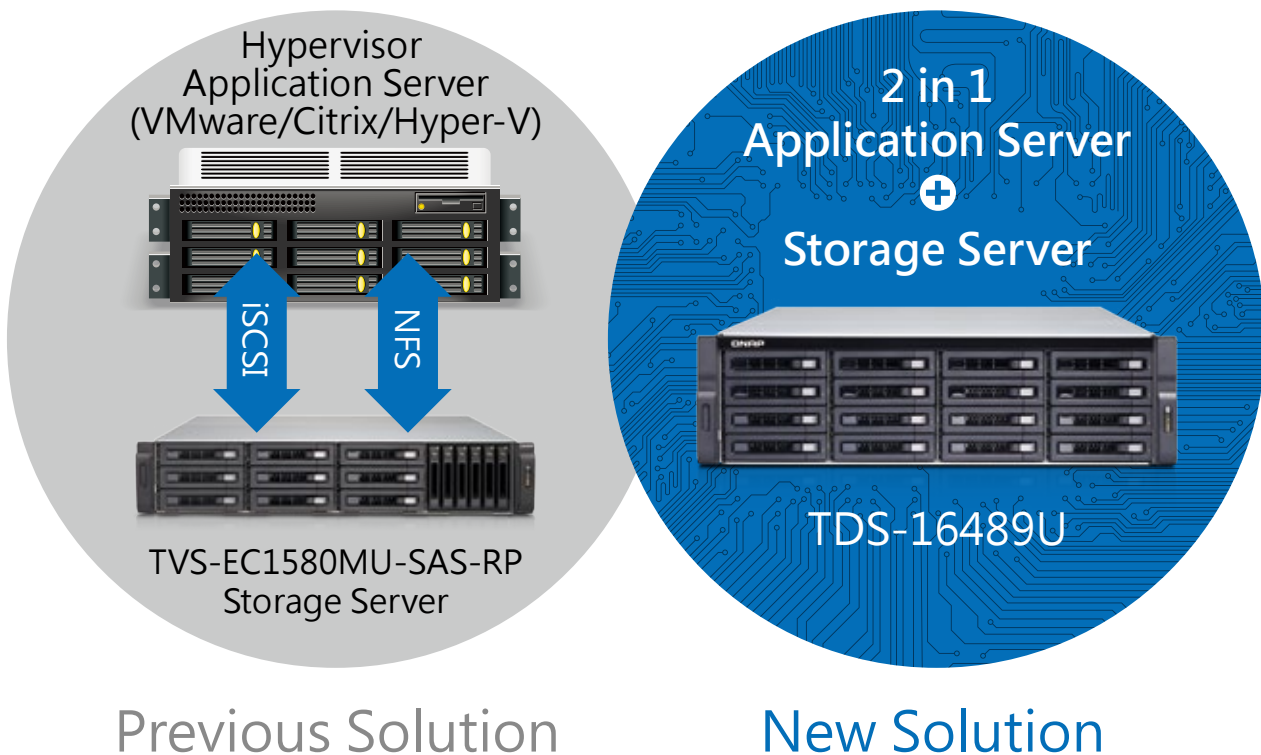 Hypervisor
Application Server
(VMware/Citrix/Hyper-V)
iSCSI
NFS
TVS-EC1580MU-SAS-RP
Storage Server
Previous Solution
2 in 1
Application Server
+
Storage Server
QNAP
TDS-16489U
New Solution